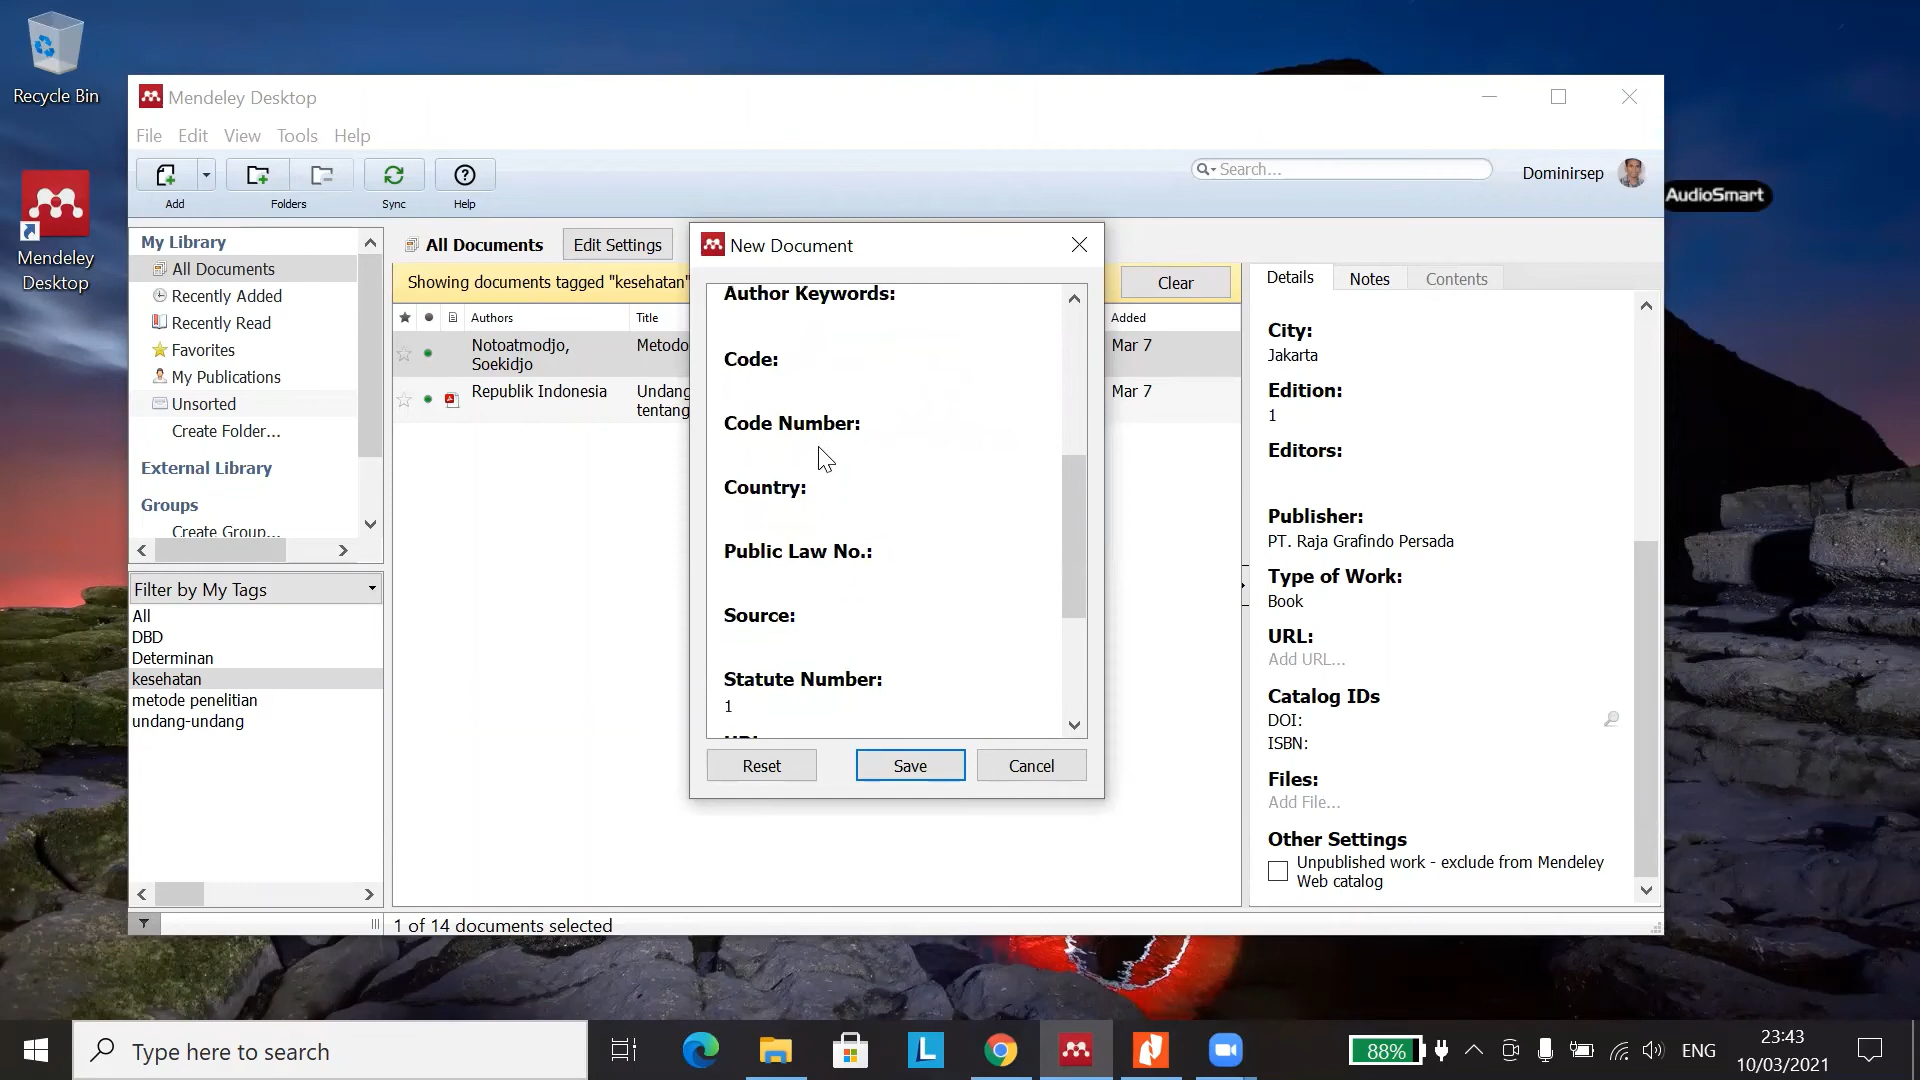 Recycle Bin
Mendeley
Desktop
Mendeley Desktop
File Edit View Tools Help
Add
Folders
Sync
Help
Search...
Dominirsep
AudioSmart
My Library
All Documents
Recently Added
Recently Read
Favorites
My Publications
Unsorted
Create Folder...
External Library
Groups
Create Group...
Filter by My Tags
All
DBD
Determinan
kesehatan
metode penelitian
undang-undang
All Documents
Edit Settings
Showing documents tagged "kesehatan"
Clear
Authors Title Added
Notoatmodjo, Metodo Mar 7
Soekidjo
Republik Indonesia Undang Mar 7
tentang
1 of 14 documents selected
New Document
Author Keywords:
Code:
Code Number:
Country:
Public Law No.:
Source:
Statute Number:
1
URL:
Reset
Save
Cancel
Details Notes Contents
City:
Jakarta
Edition:
1
Editors:
Publisher:
PT. Raja Grafindo Persada
Type of Work:
Book
URL:
Add URL...
Catalog IDs
DOI:
ISBN:
Files:
Add File...
Other Settings
Unpublished work - exclude from Mendeley
Web catalog
Type here to search
L
88%
ENG
23:43
10/03/2021